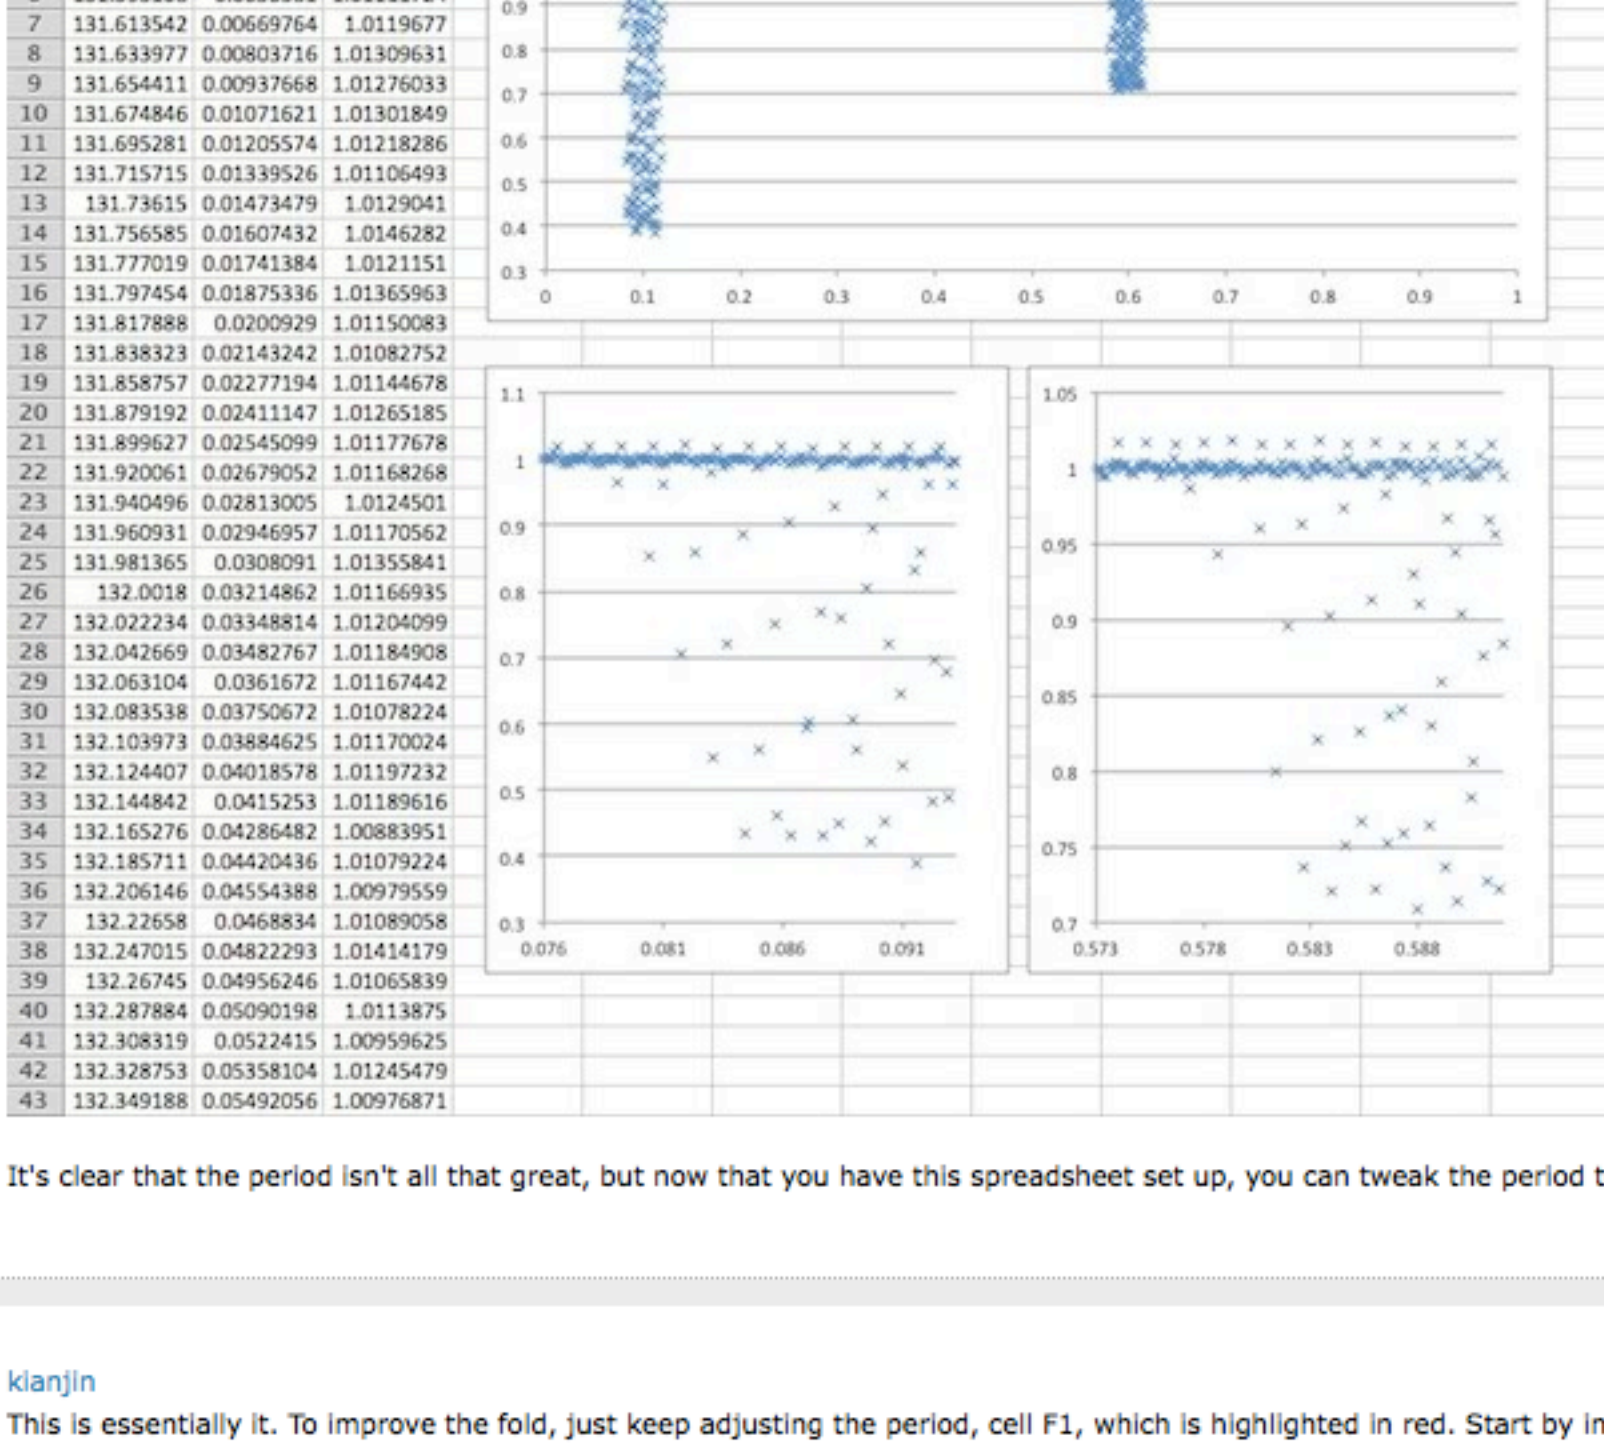 7 131.613542 0.00669764 1.0119677
8 131.633977 0.00803716 1.01309631
9 131.654411 0.00937668 1.01276033
10 131.674846 0.01071621 1.01301849
11 131.695281 0.01205574 1.01218286
12 131.715715 0.01339526 1.01106493
13 131.73615 0.01473479 1.0129041
14 131.756585 0.01607432 1.0146282
15 131.777019 0.01741384 1.0121151
16 131.797454 0.01875336 1.01365963
17 131.817888 0.0200929 1.01150083
18 131.838323 0.02143242 1.01082752
19 131.858757 0.02277194 1.01144678
20 131.879192 0.02411147 1.01265185
21 131.899627 0.02545099 1.01177678
22 131.920061 0.02679052 1.01168268
23 131.940496 0.02813005 1.0124501
24 131.960931 0.02946957 1.01170562
25 131.981365 0.0308091 1.01355841
26 132.0018 0.03214862 1.01166935
27 132.022234 0.03348814 1.01204099
28 132.042669 0.03482767 1.01184908
29 132.063104 0.0361672 1.01167442
30 132.083538 0.03750672 1.01078224
31 132.103973 0.03884625 1.01170024
32 132.124407 0.04018578 1.01197232
33 132.144842 0.0415253 1.01189616
34 132.165276 0.04286482 1.00883951
35 132.185711 0.04420436 1.01079224
36 132.206146 0.04554388 1.00979559
37 132.22658 0.0468834 1.01089058
38 132.247015 0.04822293 1.01414179
39 132.26745 0.04956246 1.01065839
40 132.287884 0.05090198 1.0113875
41 132.308319 0.0522415 1.00959625
42 132.328753 0.05358104 1.01245479
43 132.349188 0.05492056 1.00976871
0.9
0.8
0.7
0.6
0.5
0.4
0.3
0 0.1 0.2 0.3 0.4 0.5 0.6 0.7 0.8 0.9 1
1.1
1
0.9
0.8
0.7
0.6
0.5
0.4
0.3
0.076 0.081 0.086 0.091
1.05
1
0.95
0.9
0.85
0.8
0.75
0.7
0.573 0.578 0.583 0.588
It's clear that the period isn't all that great, but now that you have this spreadsheet set up, you can tweak the period t
kianjin
This is essentially it. To improve the fold, just keep adjusting the period, cell F1, which is highlighted in red. Start by in